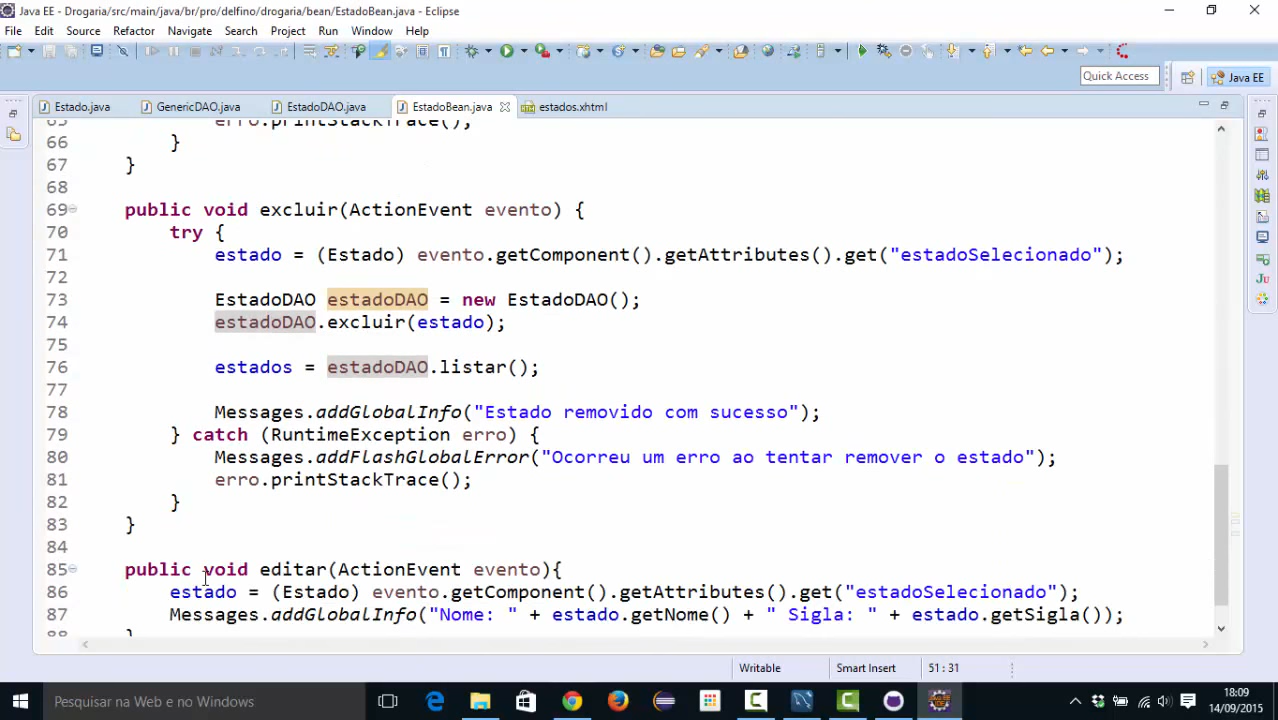 Java EE - Drogaria/src/main/java/br/pro/delfino/drogaria/bean/EstadoBean.java - Eclipse
File Edit Source Refactor Navigate Search Project Run Window Help
Quick Access Java EE
Estado.java GenericDAO.java EstadoDAO.java EstadoBean.java estados.xhtml
65 erro.printStackTrace();
66 }
67 }
68
69 public void excluir(ActionEvent evento) {
70 try {
71 estado = (Estado) evento.getComponent().getAttributes().get("estadoSelecionado");
72
73 EstadoDAO estadoDAO = new EstadoDAO();
74 estadoDAO.excluir(estado);
75
76 estados = estadoDAO.listar();
77
78 Messages.addGlobalInfo("Estado removido com sucesso");
79 } catch (RuntimeException erro) {
80 Messages.addFlashGlobalError("Ocorreu um erro ao tentar remover o estado");
81 erro.printStackTrace();
82 }
83 }
84
85 public void editar(ActionEvent evento){
86 estado = (Estado) evento.getComponent().getAttributes().get("estadoSelecionado");
87 Messages.addGlobalInfo("Nome: " + estado.getNome() + " Sigla: " + estado.getSigla());
88 }
Writable Smart Insert 51 : 31
Pesquisar na Web e no Windows
18:09
14/09/2015